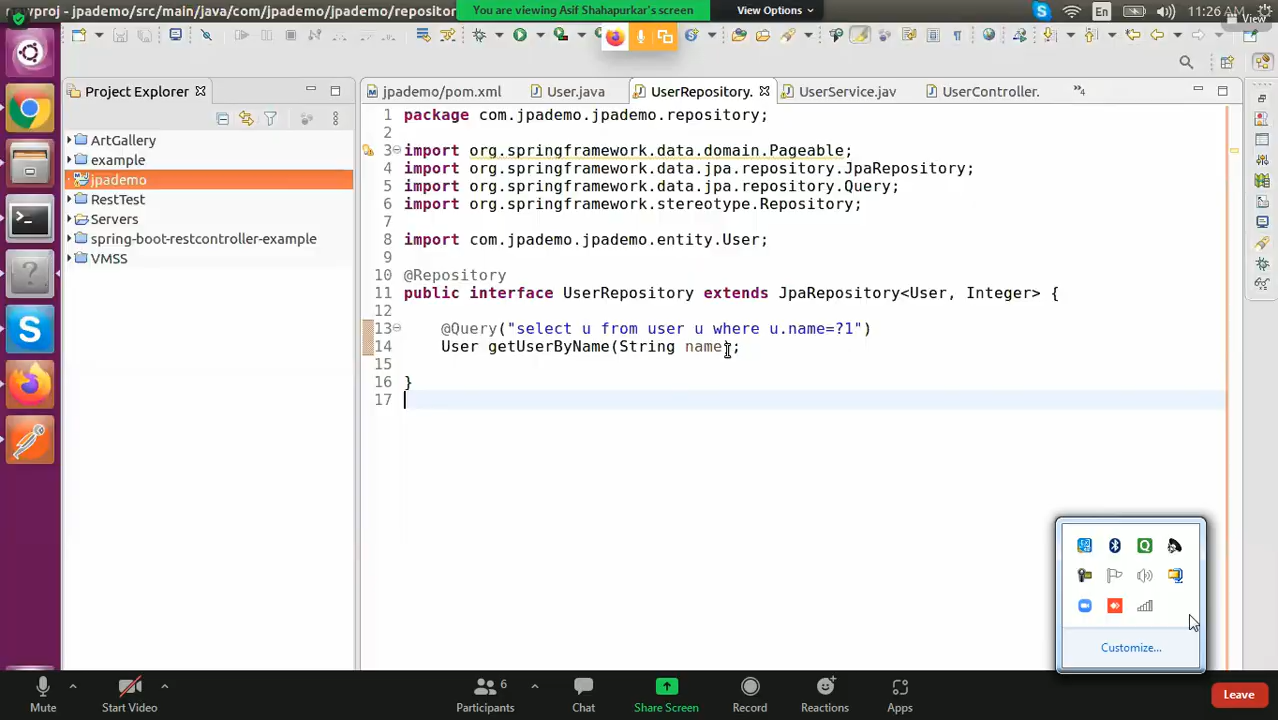 jpademo/src/main/java/com/jpademo/jpademo/repositor
You are viewing Asif Shahapurkar's screen
View Options
En
11:26 AM
View
Project Explorer
jpademo/pom.xml
User.java
UserRepository.
UserService.jav
UserController.
4
ArtGallery
example
jpademo
RestTest
Servers
spring-boot-restcontroller-example
VMSS
1 package com.jpademo.jpademo.repository;
2
3 import org.springframework.data.domain.Pageable;
4 import org.springframework.data.jpa.repository.JpaRepository;
5 import org.springframework.data.jpa.repository.Query;
6 import org.springframework.stereotype.Repository;
7
8 import com.jpademo.jpademo.entity.User;
9
10 @Repository
11 public interface UserRepository extends JpaRepository<User, Integer> {
12
13 @Query("select u from user u where u.name=?1")
14 User getUserByName(String name);
15
16 }
17
Customize...
Mute
Start Video
6
Participants
Chat
Share Screen
Record
Reactions
Apps
Leave